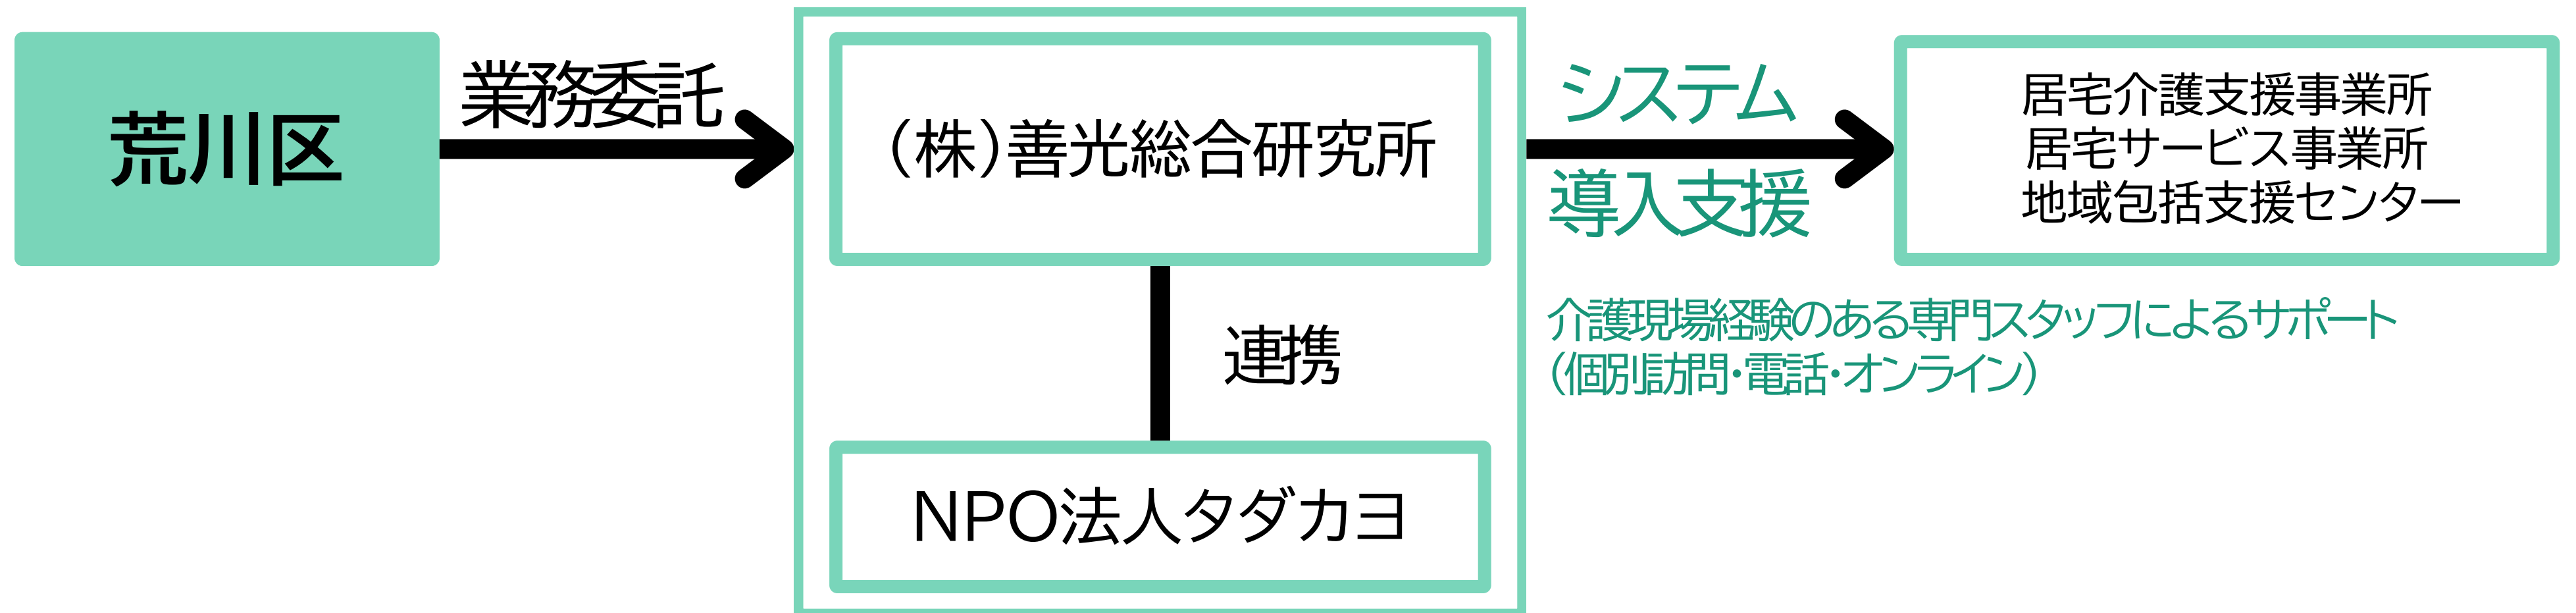 荒川区
業務委託
（株）善光総合研究所
連携
NPO法人タダカヨ
システム
導入支援
居宅介護支援事業所
居宅サービス事業所
地域包括支援センター
介護現場経験のある専門スタッフによるサポート
（個別訪問・電話・オンライン）